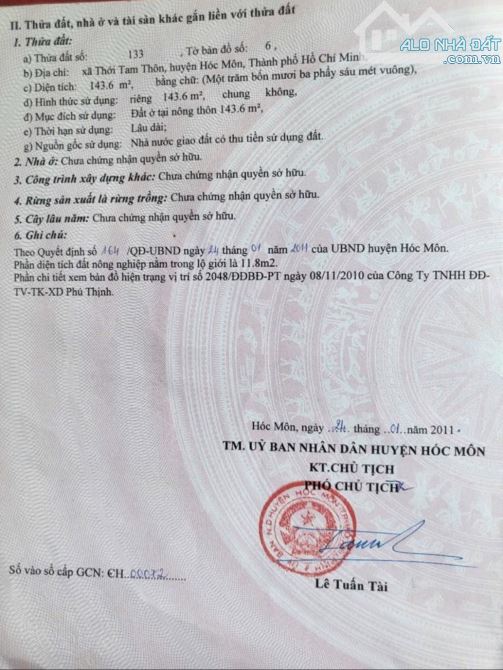 ALO NHÀ ĐẤT
II. Thửa đất, nhà ở và tài sản khác gắn liền với thửa đất
1. Thửa đất:
a) Thửa đất số: 133 , Tờ bản đồ số: 6 ,
b) Địa chỉ: xã Thới Tam Thôn, huyện Hóc Môn, Thành phố Hồ Chí Minh
c) Diện tích: 143.6 m², bằng chữ: (Một trăm bốn mươi ba phẩy sáu mét vuông),
d) Hình thức sử dụng: riêng 143.6 m², chung không,
đ) Mục đích sử dụng: Đất ở tại nông thôn 143.6 m²,
e) Thời hạn sử dụng: Lâu dài;
g) Nguồn gốc sử dụng: Nhà nước giao đất có thu tiền sử dụng đất.
2. Nhà ở: Chưa chứng nhận quyền sở hữu.
3. Công trình xây dựng khác: Chưa chứng nhận quyền sở hữu.
4. Rừng sản xuất là rừng trồng: Chưa chứng nhận quyền sở hữu.
5. Cây lâu năm: Chưa chứng nhận quyền sở hữu.
6. Ghi chú:
Theo Quyết định số 164 /QĐ-UBND ngày 24 tháng 01 năm 2011 của UBND huyện Hóc Môn.
Phần diện tích đất nông nghiệp nằm trong lộ giới là 11.8m2.
Phần chi tiết xem bản đồ hiện trạng vị trí số 2048/ĐĐBĐ-PT ngày 08/11/2010 của Công Ty TNHH ĐĐ-
TV-TK-XD Phú Thịnh.
Hóc Môn, ngày ..24. tháng ..01..năm 2011
TM. UỶ BAN NHÂN DÂN HUYỆN HÓC MÔN
KT.CHỦ TỊCH
PHÓ CHỦ TỊCH
Số vào sổ cấp GCN: CH..00072.......
Lê Tuấn Tài